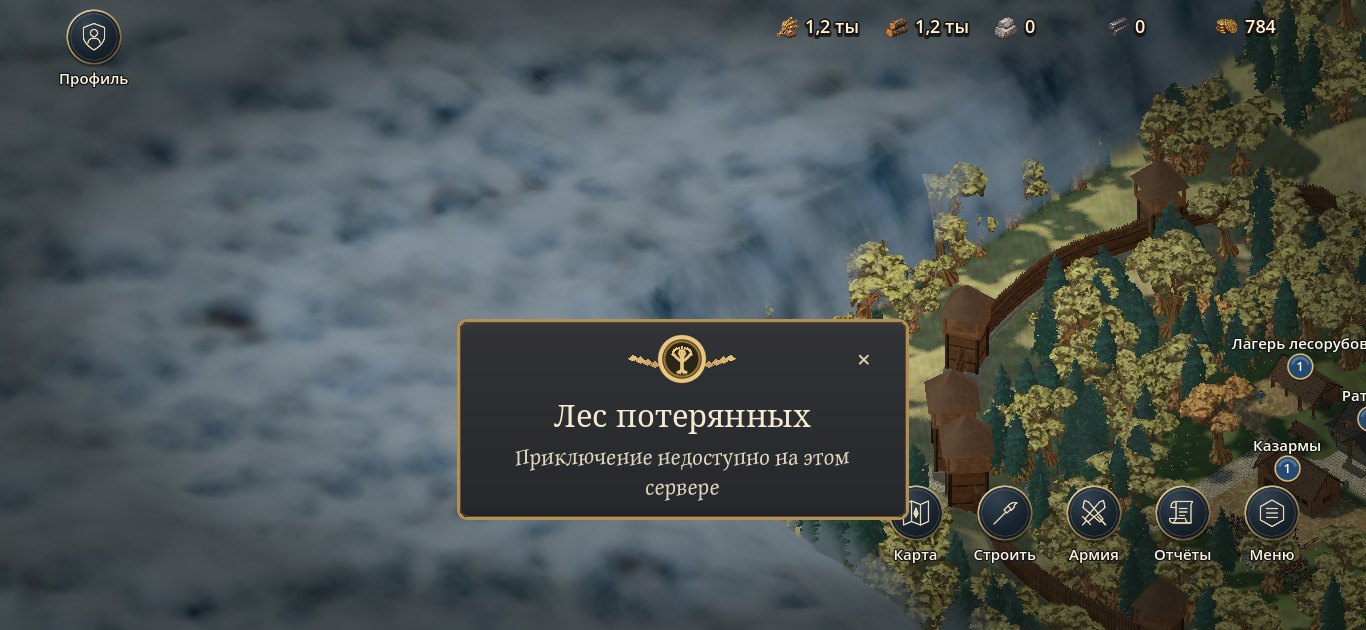 Профиль
1,2 ты
1,2 ты
0
0
784
Лагерь лесорубов
1
Рат
Казармы
1
×
Лес потерянных
Приключение недоступно на этом
сервере
Карта
Строить
Армия
Отчёты
Меню